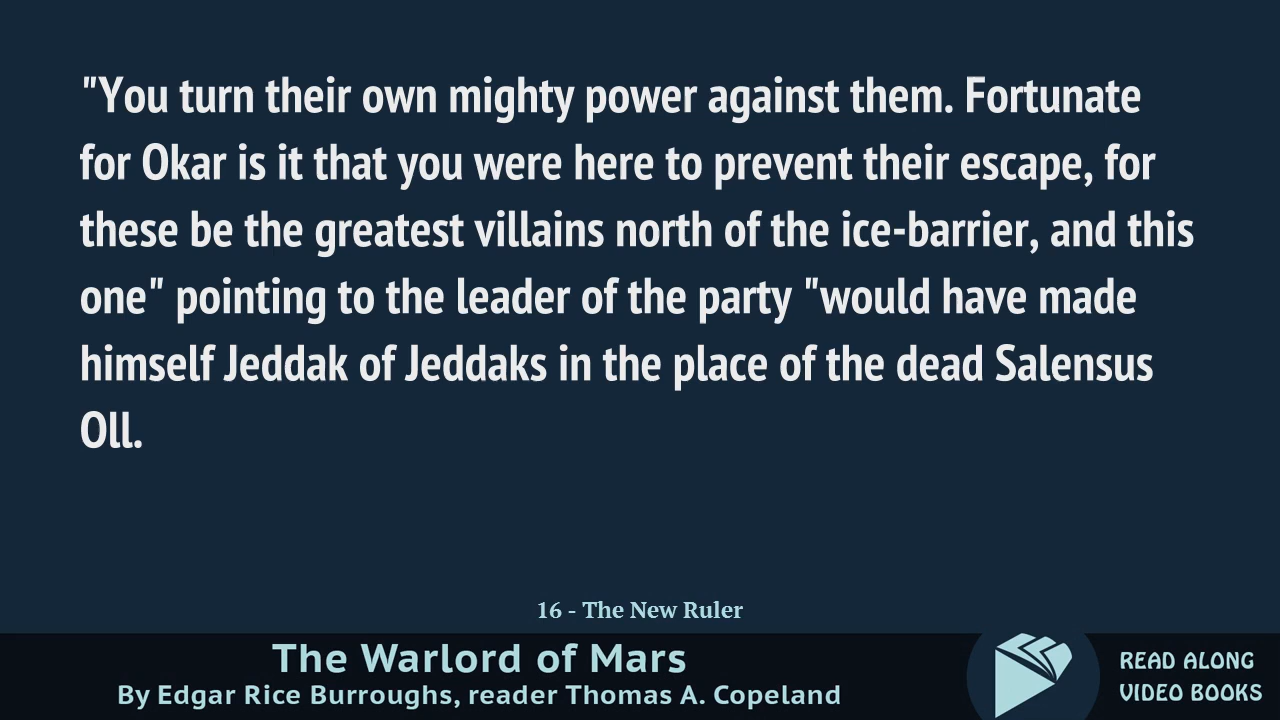 "You turn their own mighty power against them. Fortunate
for Okar is it that you were here to prevent their escape, for
these be the greatest villains north of the ice-barrier, and this
one" pointing to the leader of the party "would have made
himself Jeddak of Jeddaks in the place of the dead Salensus
Oll.
16 - The New Ruler
The Warlord of Mars
By Edgar Rice Burroughs, reader Thomas A. Copeland
READ ALONG
VIDEO BOOKS